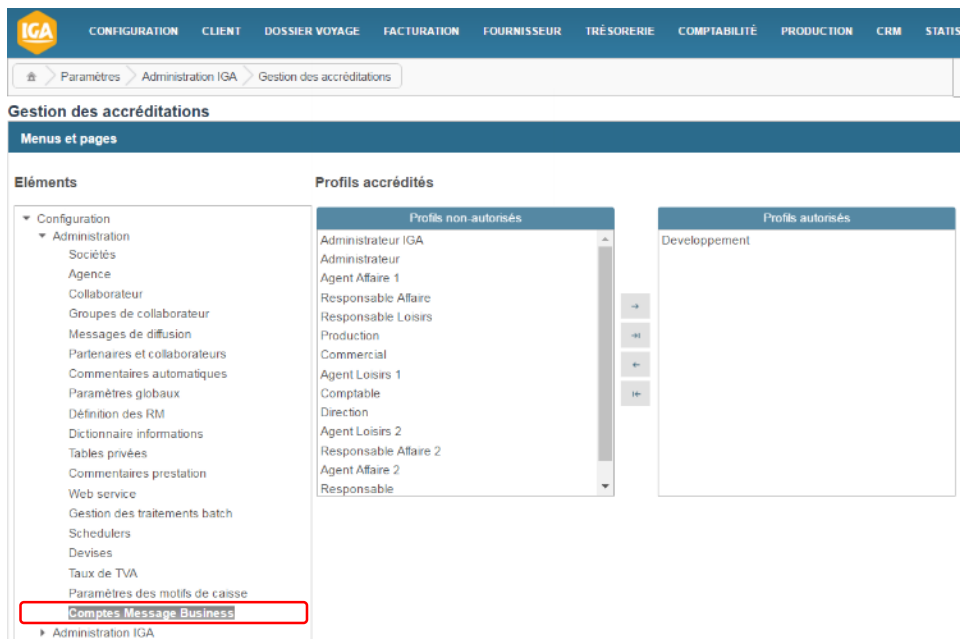 IGA CONFIGURATION CLIENT DOSSIER VOYAGE FACTURATION FOURNISSEUR TRÉSORERIE COMPTABILITÉ PRODUCTION CRM STATIS
Paramètres Administration IGA Gestion des accréditations
Gestion des accréditations
Menus et pages
Eléments
Configuration
Administration
Sociétés
Agence
Collaborateur
Groupes de collaborateur
Messages de diffusion
Partenaires et collaborateurs
Commentaires automatiques
Paramètres globaux
Définition des RM
Dictionnaire informations
Tables privées
Commentaires prestation
Web service
Gestion des traitements batch
Schedulers
Devises
Taux de TVA
Paramètres des motifs de caisse
Comptes Message Business
Administration IGA
Profils accrédités
Profils non-autorisés
Administrateur IGA
Administrateur
Agent Affaire 1
Responsable Affaire
Responsable Loisirs
Production
Commercial
Agent Loisirs 1
Comptable
Direction
Agent Loisirs 2
Responsable Affaire 2
Agent Affaire 2
Responsable
Profils autorisés
Developpement